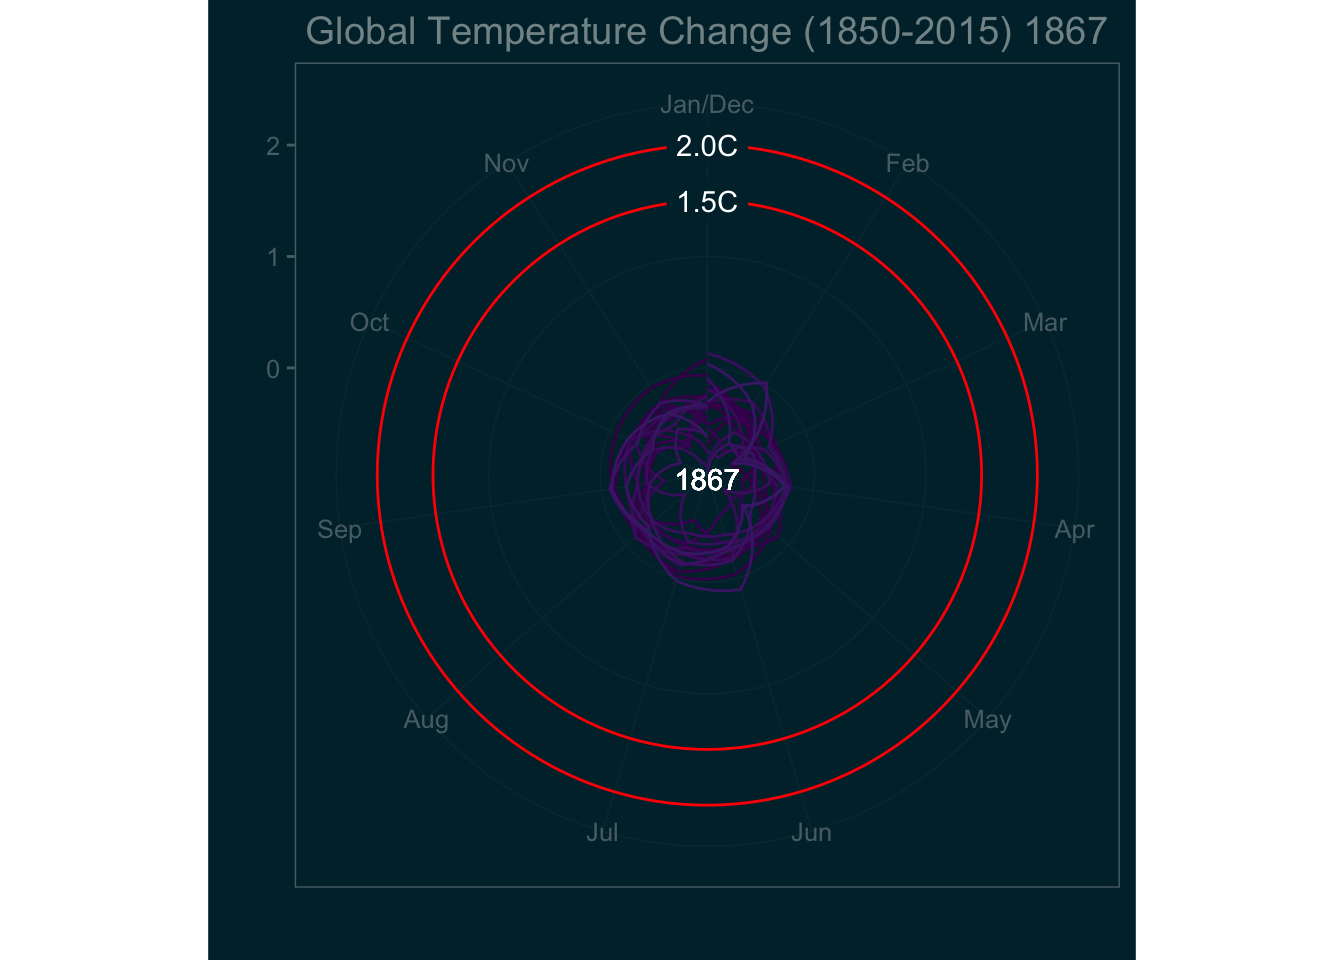 Global Temperature Change (1850-2015) 1867
Jan/Dec
2
2.0C
Nov
Feb
1.5C
1
Oct
Mar
0
1867
Sep
Apr
Aug
May
Jul
Jun